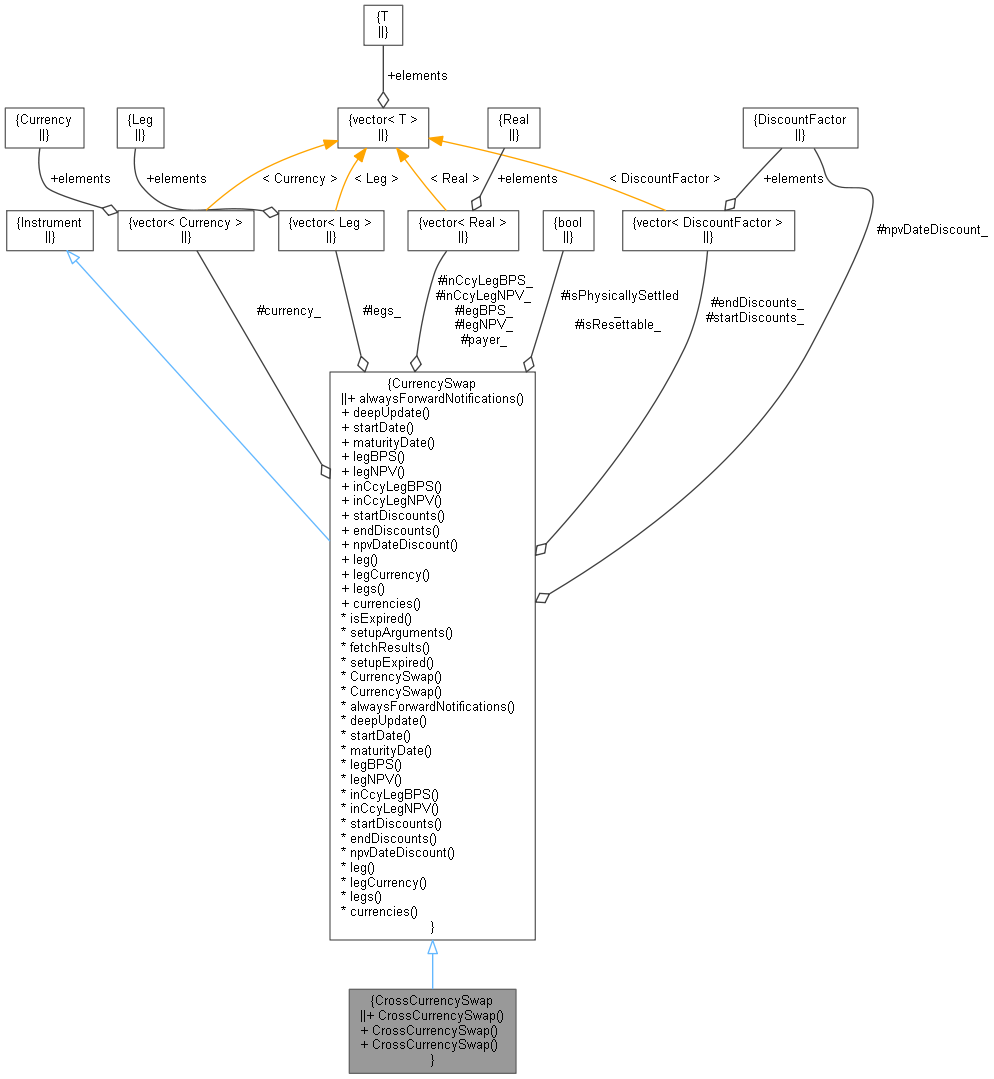 {T
||}
+elements
{Currency
||}
{Leg
||}
{vector< T >
||}
{Real
||}
{DiscountFactor
||}
+elements
+elements
< Currency >
< Leg >
< Real >
+elements
< DiscountFactor >
+elements
{Instrument
||}
{vector< Currency >
||}
{vector< Leg >
||}
{vector< Real >
||}
{bool
||}
{vector< DiscountFactor >
||}
#npvDateDiscount_
#currency_
#legs_
#inCcyLegBPS_
#inCcyLegNPV_
#legBPS_
#legNPV_
#payer_
#isPhysicallySettled
_
#isResettable_
#endDiscounts_
#startDiscounts_
{CurrencySwap
||+ alwaysForwardNotifications()
+ deepUpdate()
+ startDate()
+ maturityDate()
+ legBPS()
+ legNPV()
+ inCcyLegBPS()
+ inCcyLegNPV()
+ startDiscounts()
+ endDiscounts()
+ npvDateDiscount()
+ leg()
+ legCurrency()
+ legs()
+ currencies()
* isExpired()
* setupArguments()
* fetchResults()
* setupExpired()
* CurrencySwap()
* CurrencySwap()
* alwaysForwardNotifications()
* deepUpdate()
* startDate()
* maturityDate()
* legBPS()
* legNPV()
* inCcyLegBPS()
* inCcyLegNPV()
* startDiscounts()
* endDiscounts()
* npvDateDiscount()
* leg()
* legCurrency()
* legs()
* currencies()
}
{CrossCurrencySwap
||+ CrossCurrencySwap()
+ CrossCurrencySwap()
+ CrossCurrencySwap()
}